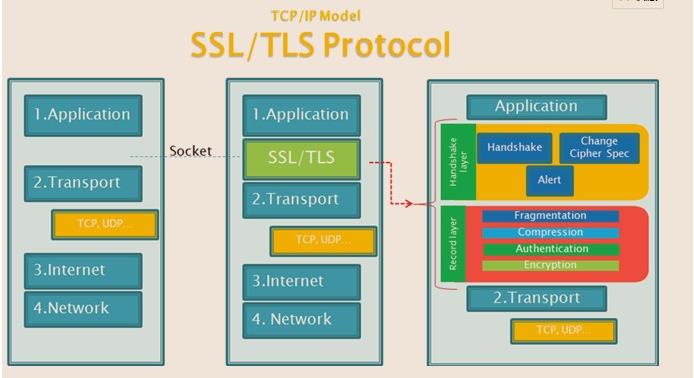 TCP/IP Model
SSL/TLS Protocol
1.Application
Socket
2.Transport
TCP, UDP...
3.Internet
4.Network
1.Application
SSL/TLS
2.Transport
TCP, UDP...
3.Internet
4. Network
Application
Handshake layer
Handshake
Change
Cipher Spec
Alert
Record layer
Fragmentation
Compression
Authentication
Encryption
2.Transport
TCP, UDP...